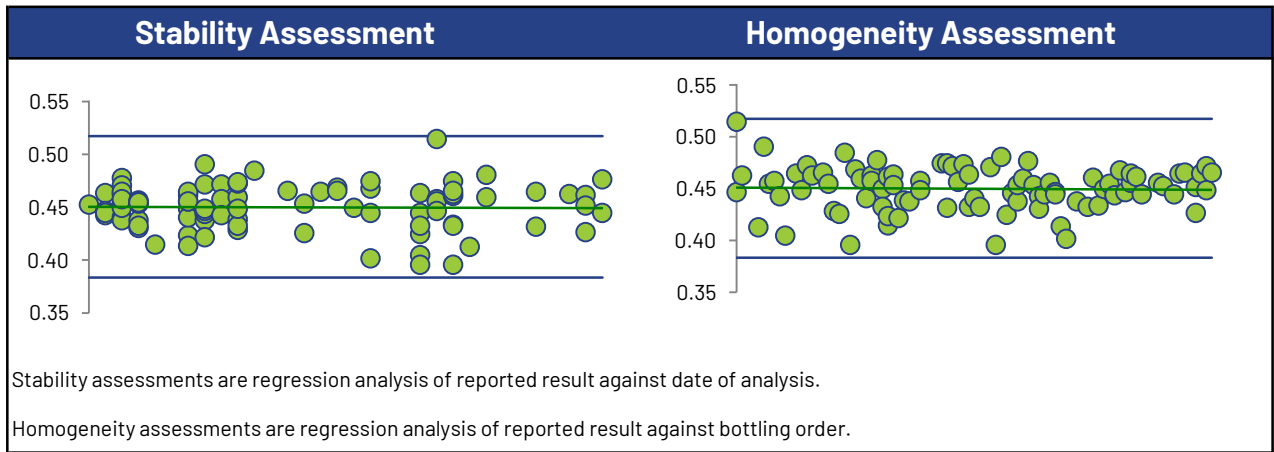 Stability Assessment
Homogeneity Assessment
0.55
0.50
0.45
0.40
0.35
0.55
0.50
0.45
0.40
0.35
Stability assessments are regression analysis of reported result against date of analysis.
Homogeneity assessments are regression analysis of reported result against bottling order.